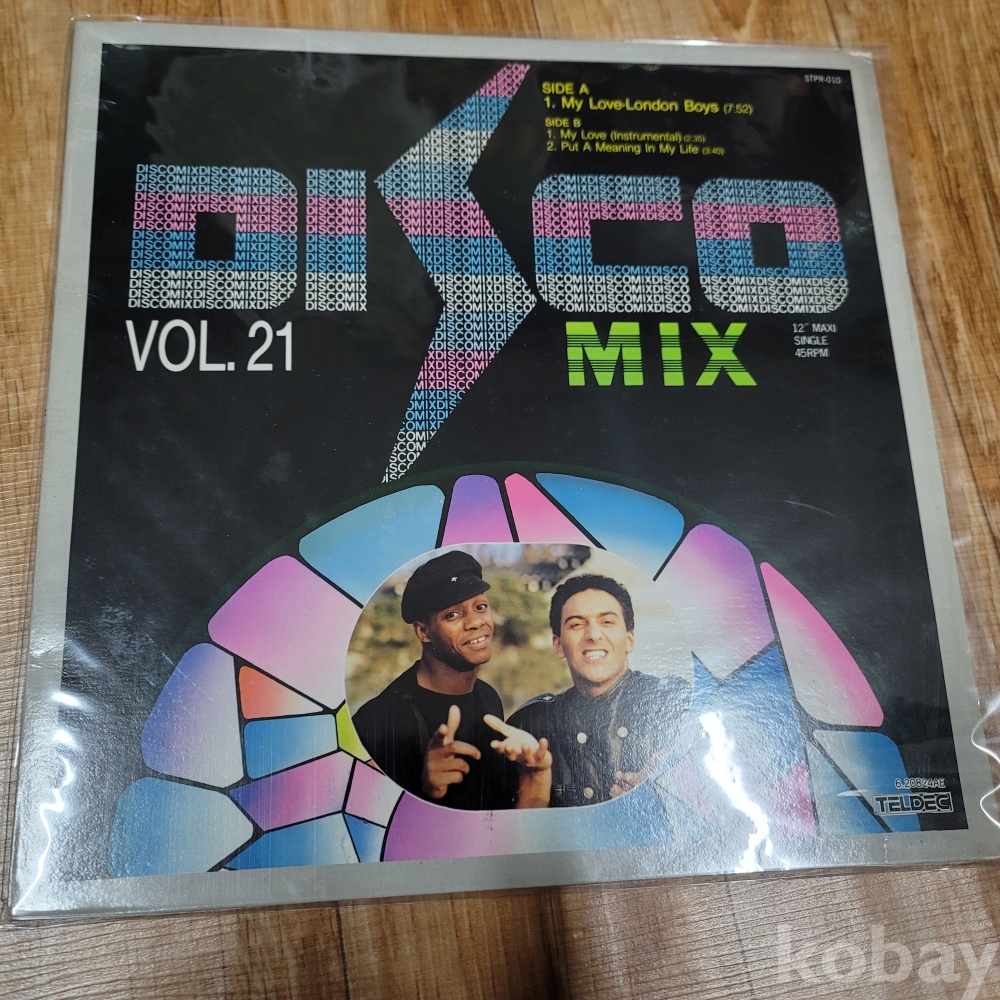 STPR-010
SIDE A
1. My Love-London Boys (7:52)
SIDE B
1. My Love (Instrumental) (2:35)
2. Put A Meaning In My Life (3:40)
DISCO
VOL. 21
MIX
12" MAXI
SINGLE
45RPM
6.20824AE
TELDEC
kobay